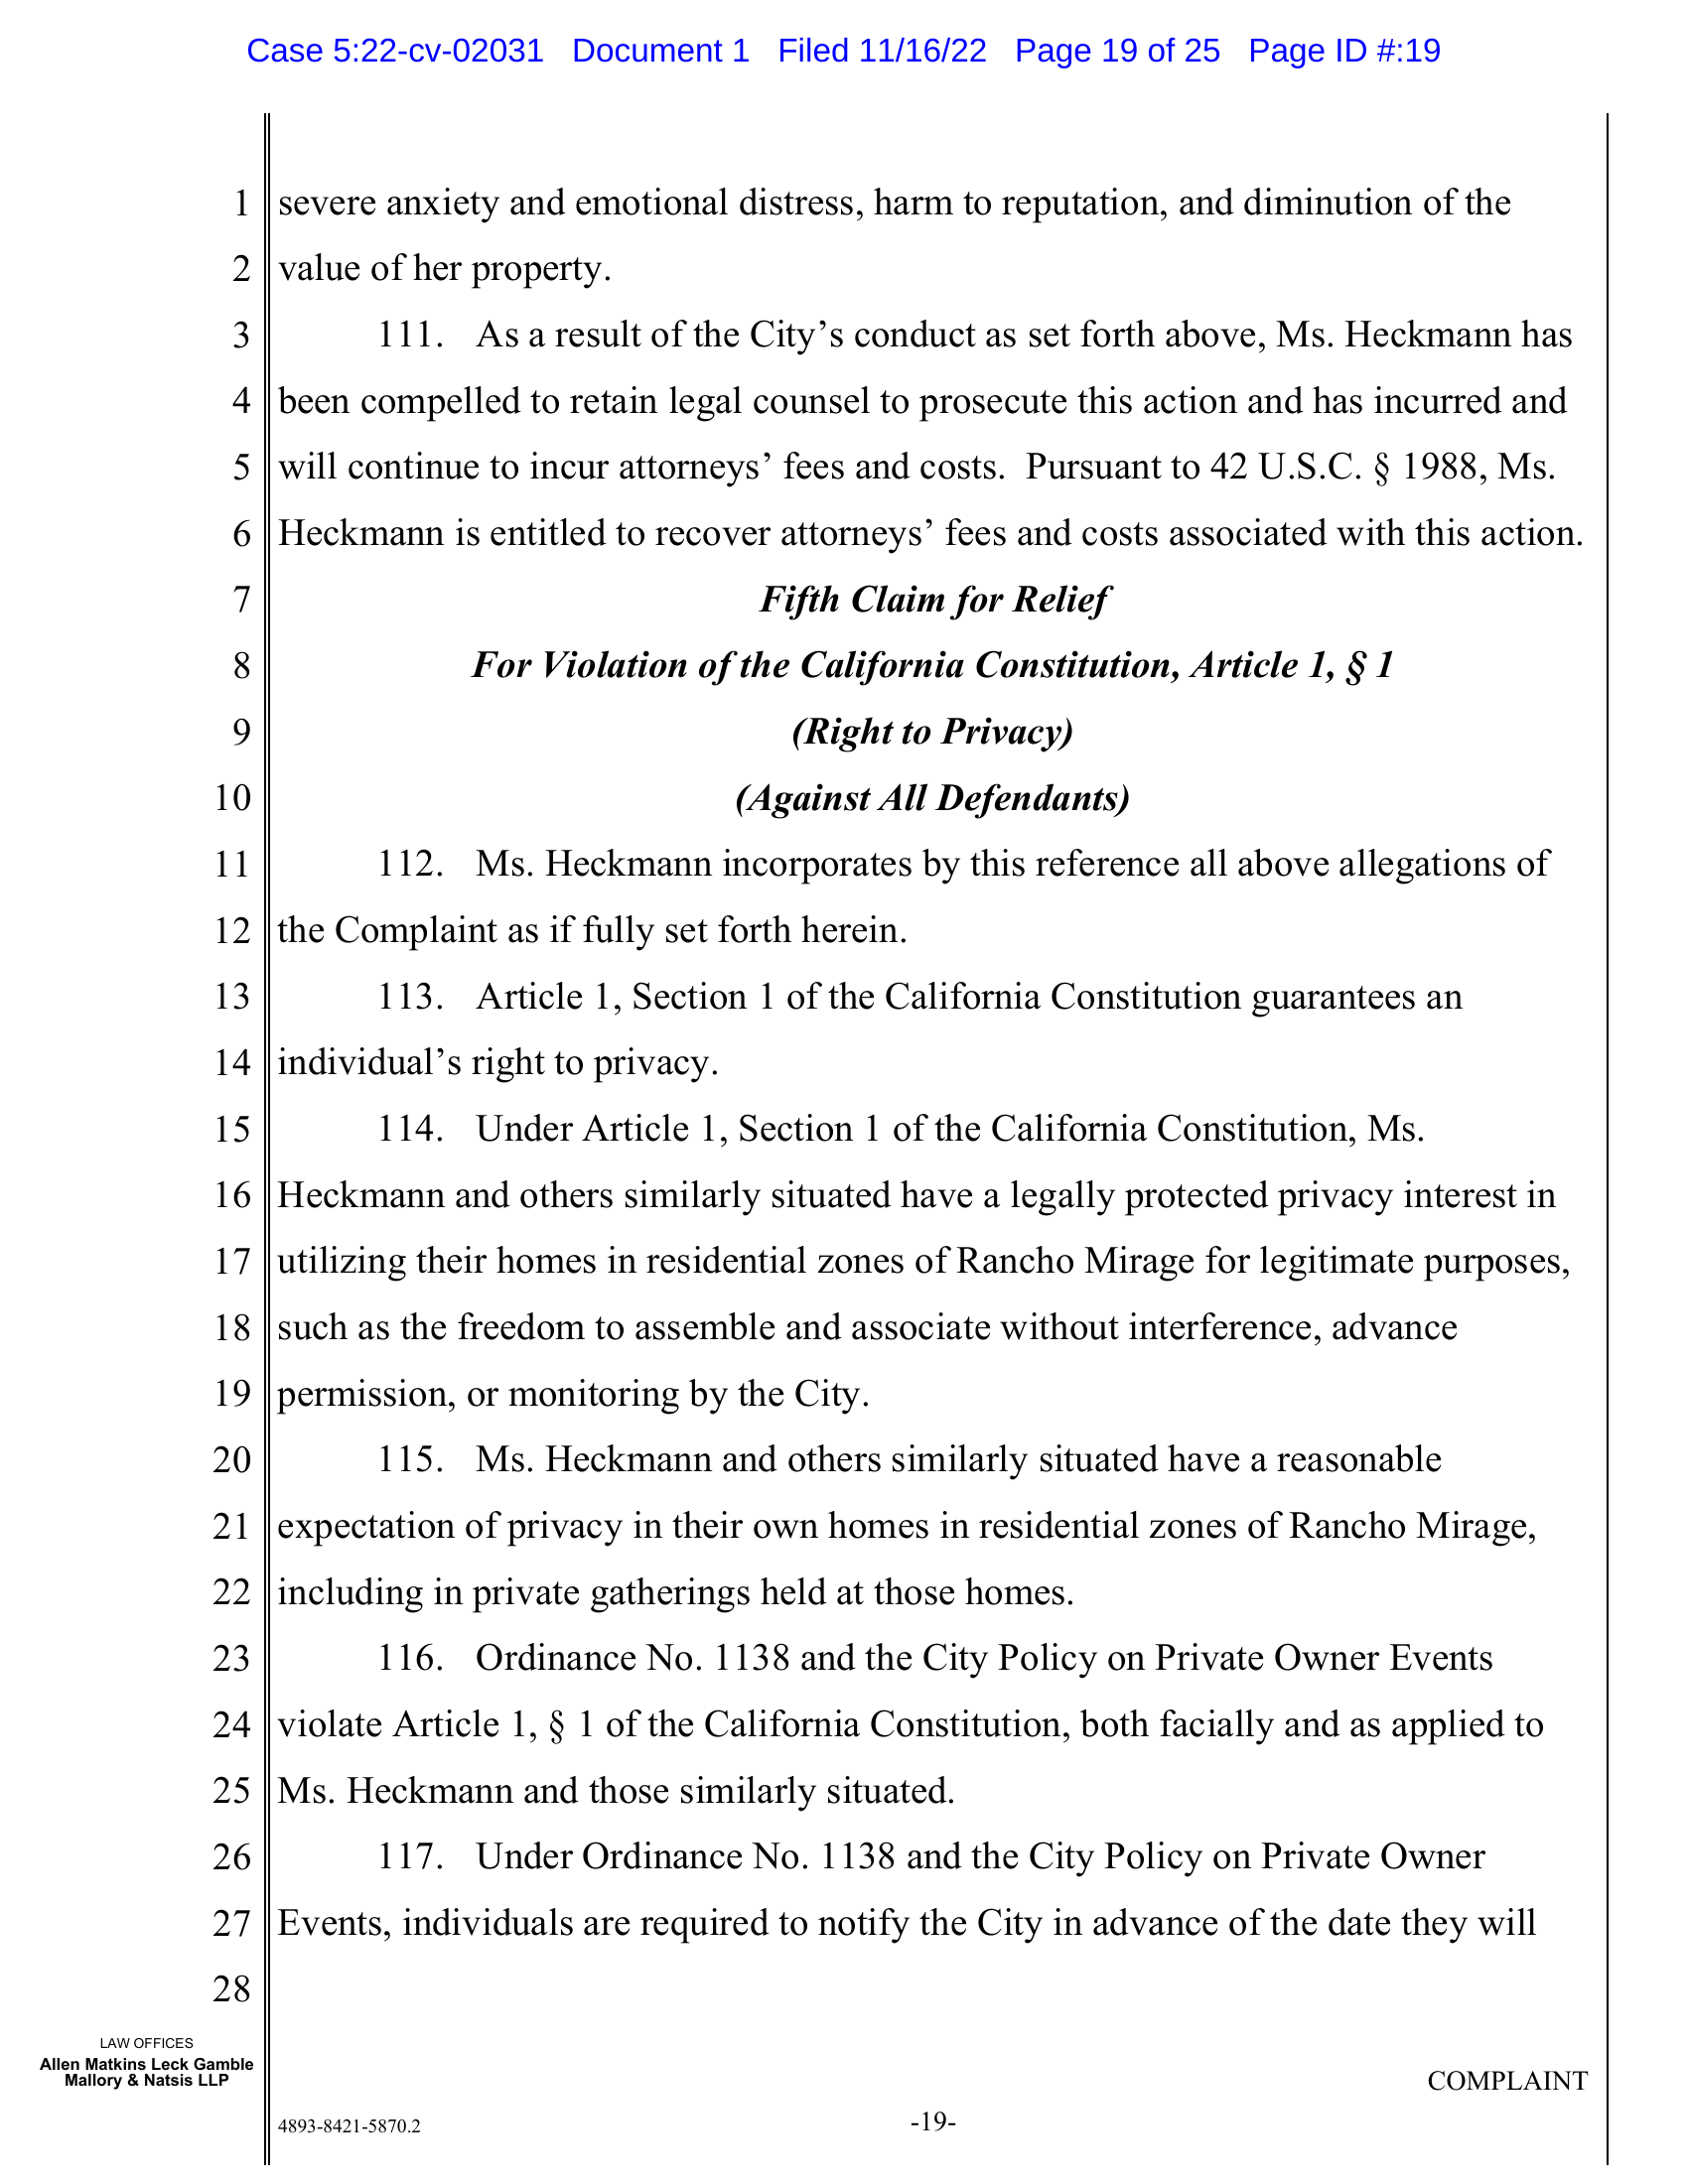 Case 5:22-cv-02031 Document 1 Filed 11/16/22 Page 19 of 25 Page ID #:19
1 severe anxiety and emotional distress, harm to reputation, and diminution of the
2 value of her property.
3 111. As a result of the City’s conduct as set forth above, Ms. Heckmann has
4 been compelled to retain legal counsel to prosecute this action and has incurred and
5 will continue to incur attorneys’ fees and costs. Pursuant to 42 U.S.C. § 1988, Ms.
6 Heckmann is entitled to recover attorneys’ fees and costs associated with this action.
7 Fifth Claim for Relief
8 For Violation of the California Constitution, Article 1, § 1
9 (Right to Privacy)
10 (Against All Defendants)
11 112. Ms. Heckmann incorporates by this reference all above allegations of
12 the Complaint as if fully set forth herein.
13 113. Article 1, Section 1 of the California Constitution guarantees an
14 individual’s right to privacy.
15 114. Under Article 1, Section 1 of the California Constitution, Ms.
16 Heckmann and others similarly situated have a legally protected privacy interest in
17 utilizing their homes in residential zones of Rancho Mirage for legitimate purposes,
18 such as the freedom to assemble and associate without interference, advance
19 permission, or monitoring by the City.
20 115. Ms. Heckmann and others similarly situated have a reasonable
21 expectation of privacy in their own homes in residential zones of Rancho Mirage,
22 including in private gatherings held at those homes.
23 116. Ordinance No. 1138 and the City Policy on Private Owner Events
24 violate Article 1, § 1 of the California Constitution, both facially and as applied to
25 Ms. Heckmann and those similarly situated.
26 117. Under Ordinance No. 1138 and the City Policy on Private Owner
27 Events, individuals are required to notify the City in advance of the date they will
28
LAW OFFICES
Allen Matkins Leck Gamble
Mallory & Natsis LLP
COMPLAINT
4893-8421-5870.2
-19-